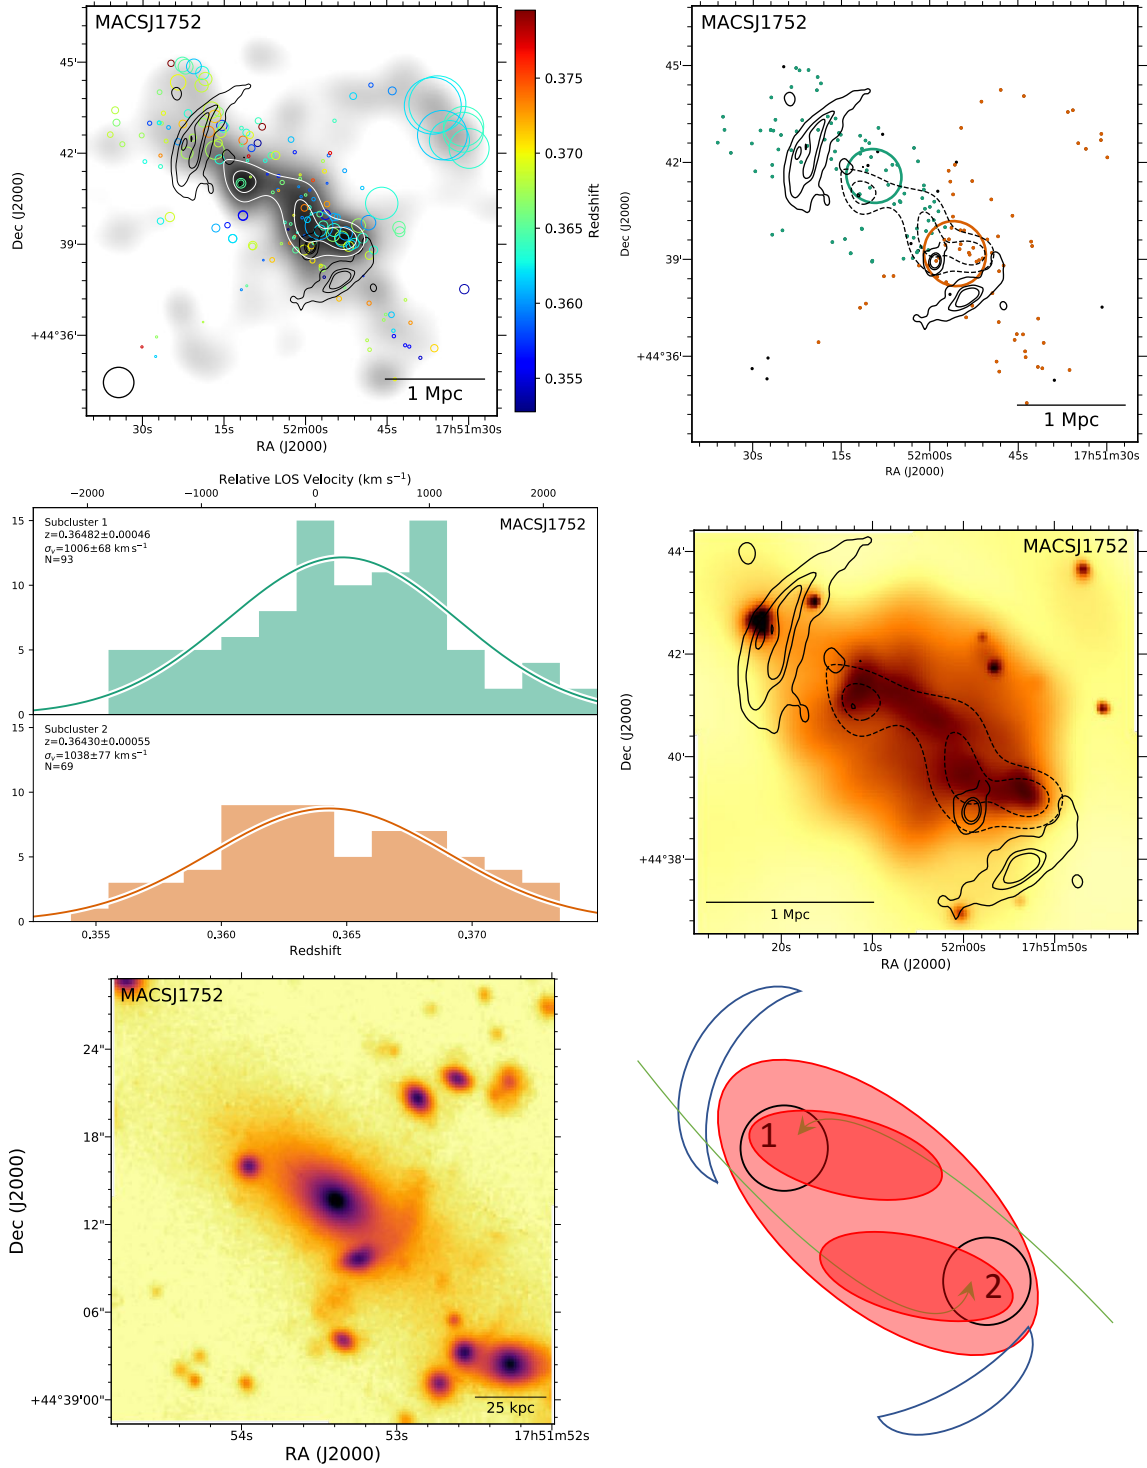 MACSJ1752
45'
42'
39'
+44°36'
Dec (J2000)
30s
15s
52m00s
45s
17h51m30s
RA (J2000)
1 Mpc
0.375
0.370
0.365
0.360
0.355
Redshift
MACSJ1752
45'
42'
39'
+44°36'
Dec (J2000)
30s
15s
52m00s
45s
17h51m30s
RA (J2000)
1 Mpc
Relative LOS Velocity (km s⁻¹)
−2000
−1000
0
1000
2000
MACSJ1752
Subcluster 1
z=0.36482±0.00046
σᵥ=1006±68 km s⁻¹
N=93
15
10
5
0
Subcluster 2
z=0.36430±0.00055
σᵥ=1038±77 km s⁻¹
N=69
15
10
5
0
0.355
0.360
0.365
0.370
Redshift
MACSJ1752
44'
42'
40'
+44°38'
Dec (J2000)
1 Mpc
20s
10s
52m00s
17h51m50s
RA (J2000)
MACSJ1752
24"
18"
12"
06"
+44°39'00"
Dec (J2000)
25 kpc
54s
53s
17h51m52s
RA (J2000)
1
2